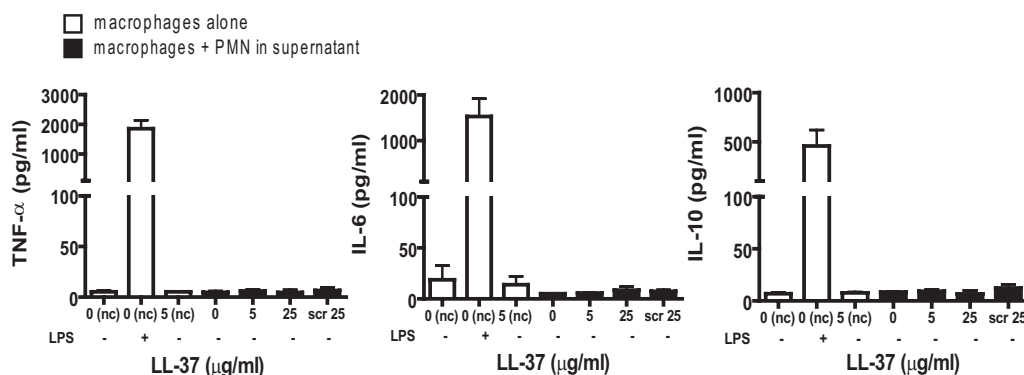 macrophages alone
macrophages + PMN in supernatant
TNF-α (pg/ml)
3000
2000
1000
100
50
0
0 (nc) 0 (nc) 5 (nc) 0 5 25 scr 25
LPS - + - - - - -
LL-37 (μg/ml)
IL-6 (pg/ml)
2000
1000
100
50
0
0 (nc) 0 (nc) 5 (nc) 0 5 25 scr 25
LPS - + - - - - -
LL-37 (μg/ml)
IL-10 (pg/ml)
1000
500
100
50
0
0 (nc) 0 (nc) 5 (nc) 0 5 25 scr 25
LPS - + - - - - -
LL-37 (μg/ml)